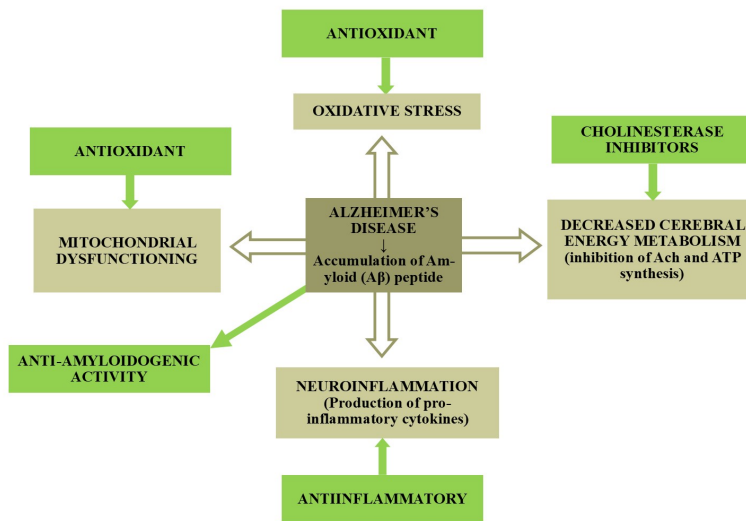 ANTIOXIDANT
OXIDATIVE STRESS
ANTIOXIDANT
CHOLINESTERASE
INHIBITORS
MITOCHONDRIAL
DYSFUNCTIONING
ALZHEIMER'S
DISEASE
↓
Accumulation of Am-
yloid (Aβ) peptide
DECREASED CEREBRAL
ENERGY METABOLISM
(inhibition of Ach and ATP
synthesis)
ANTI-AMYLOIDOGENIC
ACTIVITY
NEUROINFLAMMATION
(Production of pro-
inflammatory cytokines)
ANTIINFLAMMATORY